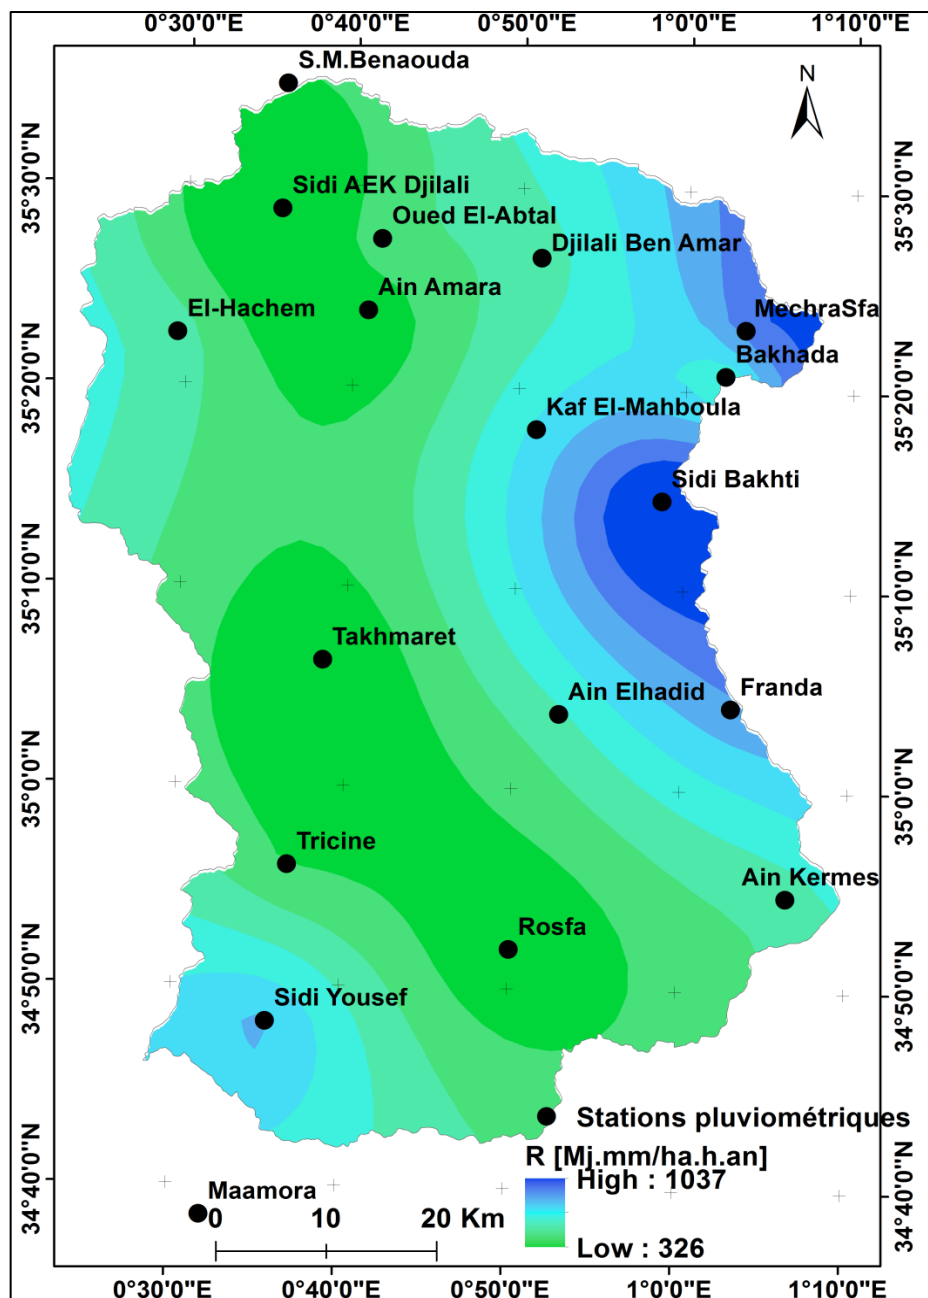 0°30'0"E 0°40'0"E 0°50'0"E 1°0'0"E 1°10'0"E
S.M.Benaouda
N
35°30'0"N
35°30'0"N
Sidi AEK Djilali
Oued El-Abtal
Djilali Ben Amar
Ain Amara
El-Hachem
MechraSfa
Bakhada
35°20'0"N
35°20'0"N
Kaf El-Mahboula
Sidi Bakhti
35°10'0"N
35°10'0"N
Takhmaret
Ain Elhadid
Franda
35°0'0"N
35°0'0"N
Tricine
Ain Kermes
Rosfa
34°50'0"N
34°50'0"N
Sidi Yousef
Stations pluviométriques
R [Mj.mm/ha.h.an]
High : 1037
Low : 326
34°40'0"N
34°40'0"N
Maamora
0 10 20 Km
0°30'0"E 0°40'0"E 0°50'0"E 1°0'0"E 1°10'0"E